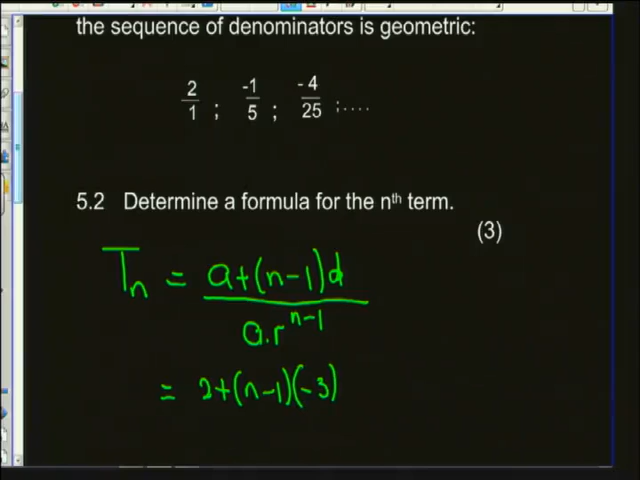 the sequence of denominators is geometric:
2/1 ; -1/5 ; -4/25 ;....
5.2 Determine a formula for the nᵗʰ term.
(3)
Tₙ = a+(n-1)d / a.rⁿ⁻¹
= 2+(n-1)(-3)